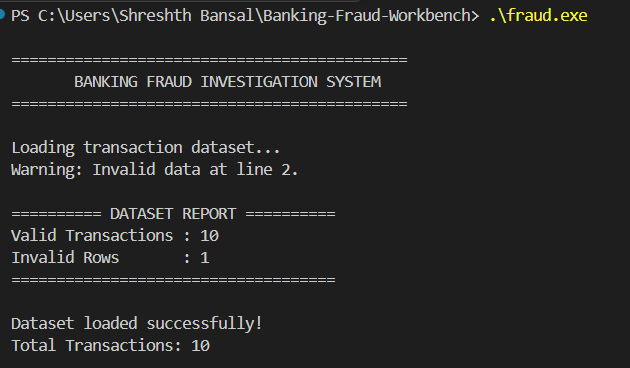 PS C:\Users\Shreshth Bansal\Banking-Fraud-Workbench> .\fraud.exe
============================================
BANKING FRAUD INVESTIGATION SYSTEM
============================================
Loading transaction dataset...
Warning: Invalid data at line 2.
========== DATASET REPORT ==========
Valid Transactions : 10
Invalid Rows       : 1
====================================
Dataset loaded successfully!
Total Transactions: 10